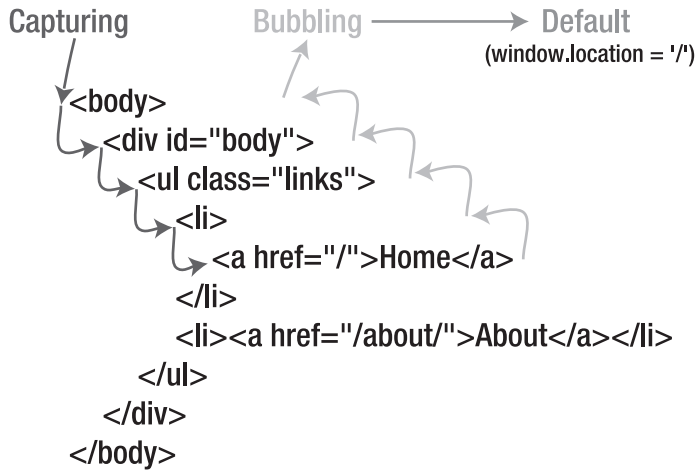 Capturing Bubbling Default
(window.location = '/')
<body>
<div id="body">
<ul class="links">
<li>
<a href="/">Home</a>
</li>
<li><a href="/about/">About</a></li>
</ul>
</div>
</body>